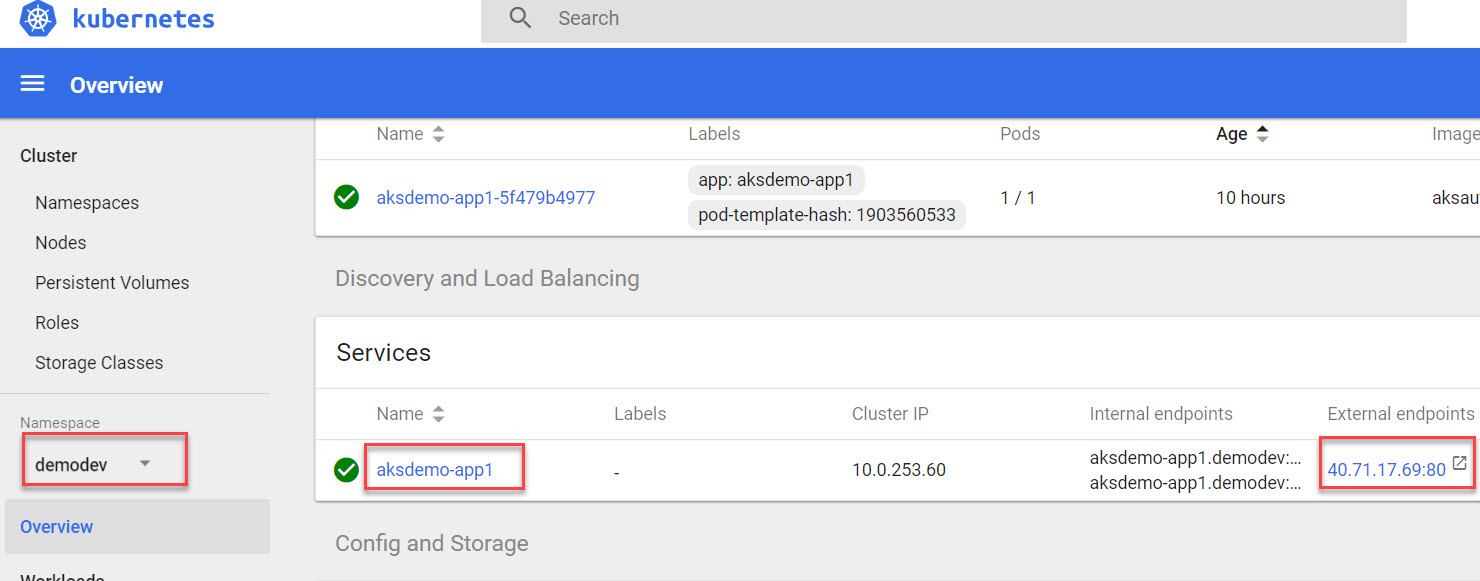 kubernetes
Search
Overview
Cluster
Namespaces
Nodes
Persistent Volumes
Roles
Storage Classes
Namespace
demodev
Overview
Workloads
Name Labels Pods Age Image
aksdemo-app1-5f479b4977 app: aksdemo-app1 pod-template-hash: 1903560533 1 / 1 10 hours aksau
Discovery and Load Balancing
Services
Name Labels Cluster IP Internal endpoints External endpoints
aksdemo-app1 - 10.0.253.60 aksdemo-app1.demodev:... 40.71.17.69:80
aksdemo-app1.demodev:...
Config and Storage